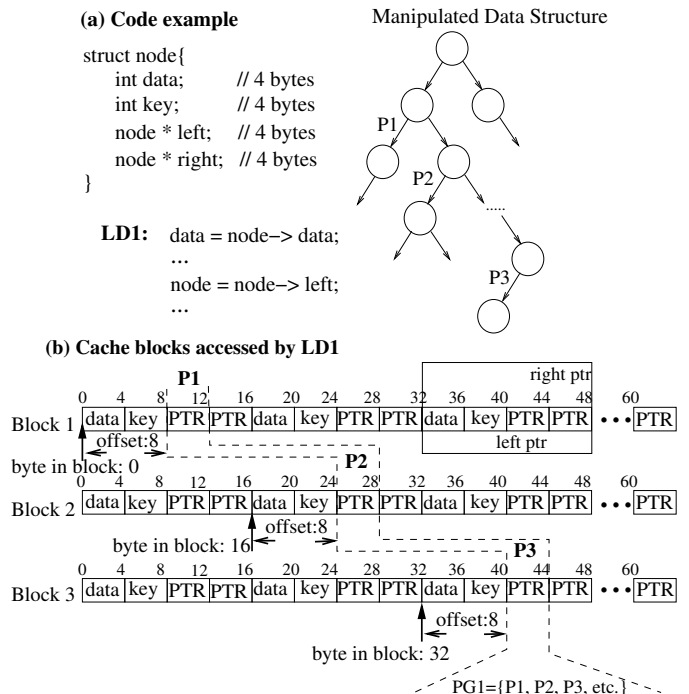 (a) Code example
Manipulated Data Structure
struct node{
int data; // 4 bytes
int key; // 4 bytes
node * left; // 4 bytes
node * right; // 4 bytes
}
P1
P2
.....
P3
LD1: data = node–> data;
...
node = node–> left;
...
(b) Cache blocks accessed by LD1
P1
right ptr
0 4 8 12 16 20 24 28 32 36 40 44 48 60
Block 1 data key PTR PTR data key PTR PTR data key PTR PTR ••• PTR
offset:8
left ptr
byte in block: 0
P2
0 4 8 12 16 20 24 28 32 36 40 44 48 60
Block 2 data key PTR PTR data key PTR PTR data key PTR PTR ••• PTR
offset:8
byte in block: 16
P3
0 4 8 12 16 20 24 28 32 36 40 44 48 60
Block 3 data key PTR PTR data key PTR PTR data key PTR PTR ••• PTR
offset:8
byte in block: 32
PG1={P1, P2, P3, etc.}